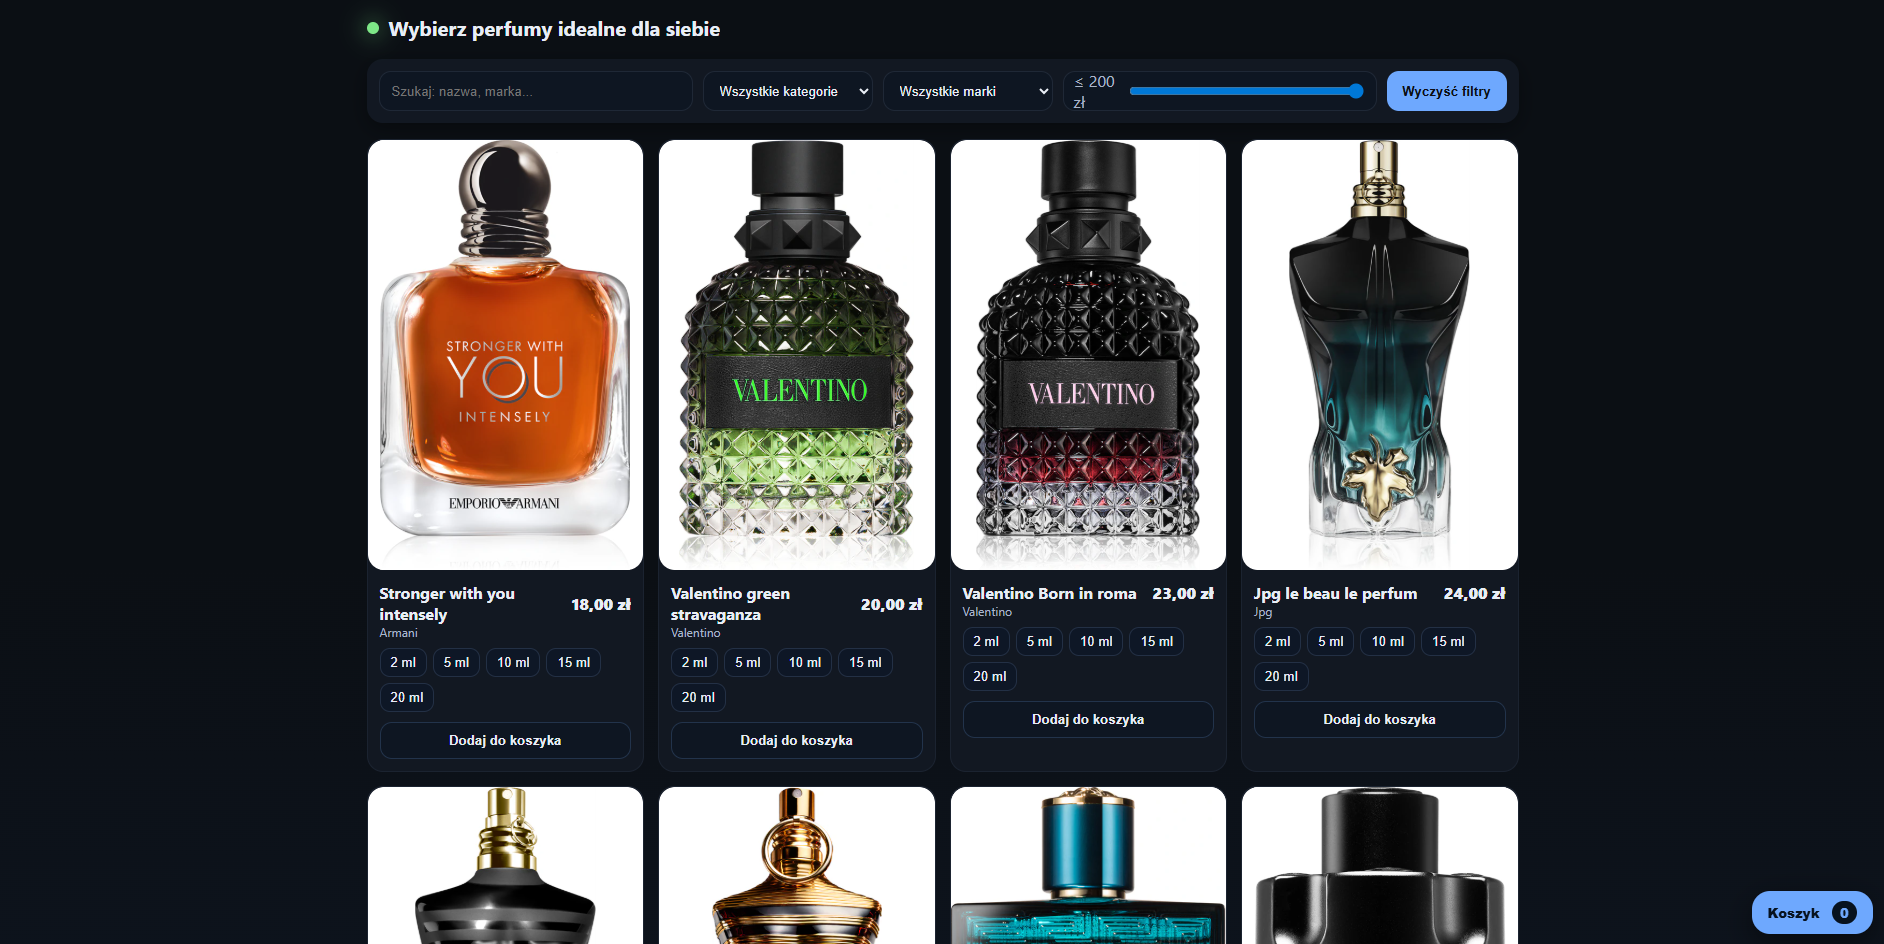 Wybierz perfumy idealne dla siebie
Szukaj: nazwa, marka...
Wszystkie kategorie
Wszystkie marki
≤ 200
zł
Wyczyść filtry
STRONGER WITH
YOU
INTENSELY
EMPORIO ARMANI
VALENTINO
VALENTINO
Stronger with you
intensely
18,00 zł
Armani
2 ml 5 ml 10 ml 15 ml
20 ml
Dodaj do koszyka
Valentino green
stravaganza
20,00 zł
Valentino
2 ml 5 ml 10 ml 15 ml
20 ml
Dodaj do koszyka
Valentino Born in roma 23,00 zł
Valentino
2 ml 5 ml 10 ml 15 ml
20 ml
Dodaj do koszyka
Jpg le beau le perfum 24,00 zł
Jpg
2 ml 5 ml 10 ml 15 ml
20 ml
Dodaj do koszyka
Koszyk 0